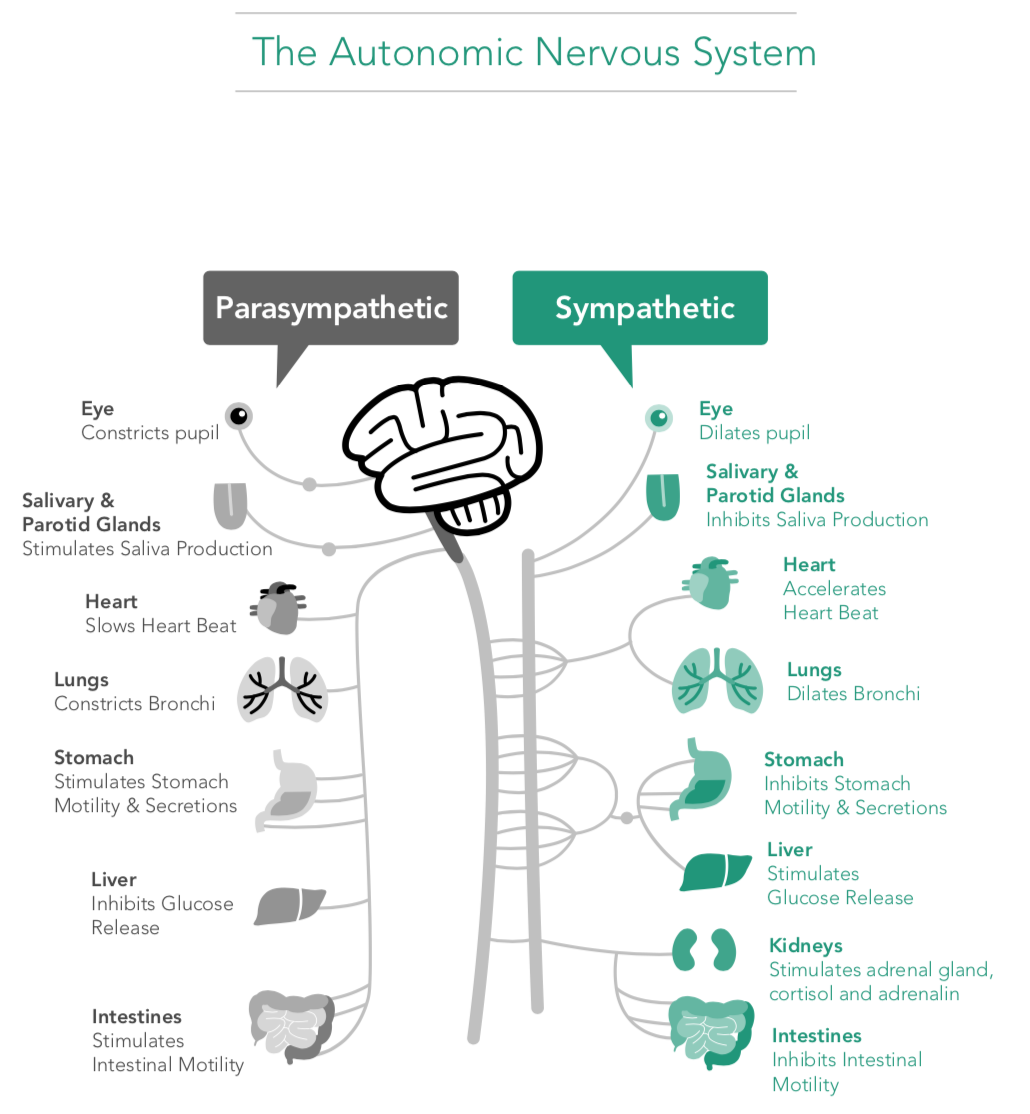 The Autonomic Nervous System
Parasympathetic
Eye
Constricts pupil
Salivary &
Parotid Glands
Stimulates Saliva Production
Heart
Slows Heart Beat
Lungs
Constricts Bronchi
Stomach
Stimulates Stomach
Motility & Secretions
Liver
Inhibits Glucose
Release
Intestines
Stimulates
Intestinal Motility
Sympathetic
Eye
Dilates pupil
Salivary &
Parotid Glands
Inhibits Saliva Production
Heart
Accelerates
Heart Beat
Lungs
Dilates Bronchi
Stomach
Inhibits Stomach
Motility & Secretions
Liver
Stimulates
Glucose Release
Kidneys
Stimulates adrenal gland,
cortisol and adrenalin
Intestines
Inhibits Intestinal
Motility